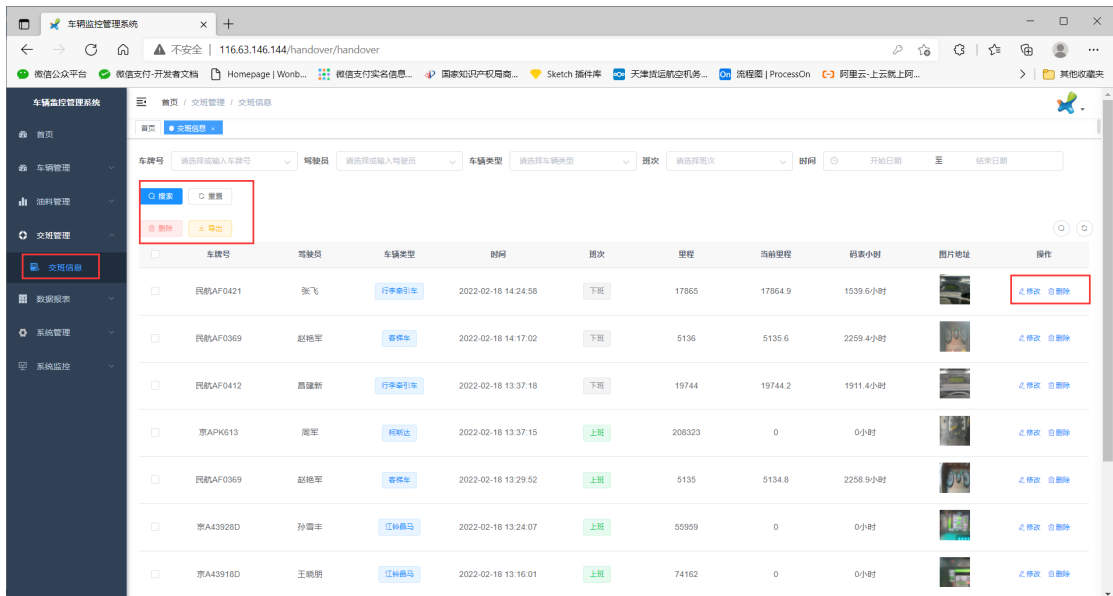 车辆监控管理系统
不安全 116.63.146.144/handover/handover
微信公众平台 微信支付-开发者文档 Homepage | Wonb... 微信支付实名信息... 国家知识产权局商... Sketch 插件库 天津货运航空机务... On 流程图 | ProcessOn 阿里云-上云就上阿... 其他收藏夹
车辆监控管理系统 首页 / 交班管理 / 交班信息
首页
首页 交班信息
车牌号 请选择或输入车牌号 驾驶员 请选择或输入驾驶员 车辆类型 请选择车辆类型 班次 请选择班次 时间 开始日期 至 结束日期
车辆管理
搜索 重置
油料管理
删除 导出
交班管理
车牌号 驾驶员 车辆类型 时间 班次 里程 当前里程 码表小时 图片地址 操作
交班信息
民航AF0421 张飞 行李牵引车 2022-02-18 14:24:58 下班 17865 17864.9 1539.6小时 修改 删除
数据报表
系统管理
民航AF0369 赵艳军 客梯车 2022-02-18 14:17:02 下班 5136 5135.6 2259.4小时 修改 删除
系统监控
民航AF0412 昌建新 行李牵引车 2022-02-18 13:37:18 下班 19744 19744.2 1911.4小时 修改 删除
京APK613 周军 柯斯达 2022-02-18 13:37:15 上班 208323 0 0小时 修改 删除
民航AF0369 赵艳军 客梯车 2022-02-18 13:29:52 上班 5135 5134.8 2258.9小时 修改 删除
京A43928D 孙雪丰 江铃晶马 2022-02-18 13:24:07 上班 55959 0 0小时 修改 删除
京A43918D 王晓朋 江铃晶马 2022-02-18 13:16:01 上班 74162 0 0小时 修改 删除